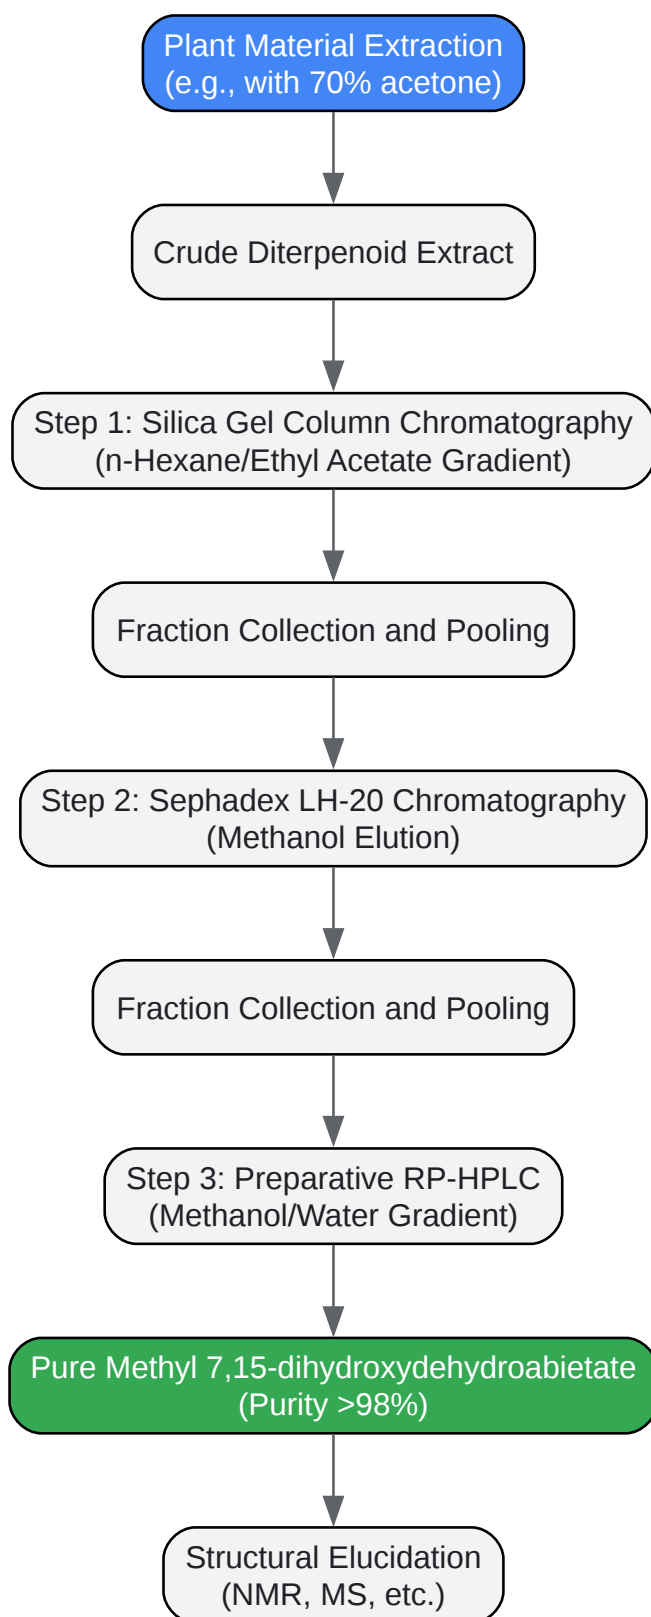 Plant Material Extraction
(e.g., with 70% acetone)
Crude Diterpenoid Extract
Step 1: Silica Gel Column Chromatography
(n-Hexane/Ethyl Acetate Gradient)
Fraction Collection and Pooling
Step 2: Sephadex LH-20 Chromatography
(Methanol Elution)
Fraction Collection and Pooling
Step 3: Preparative RP-HPLC
(Methanol/Water Gradient)
Pure Methyl 7,15-dihydroxydehydroabietate
(Purity >98%)
Structural Elucidation
(NMR, MS, etc.)